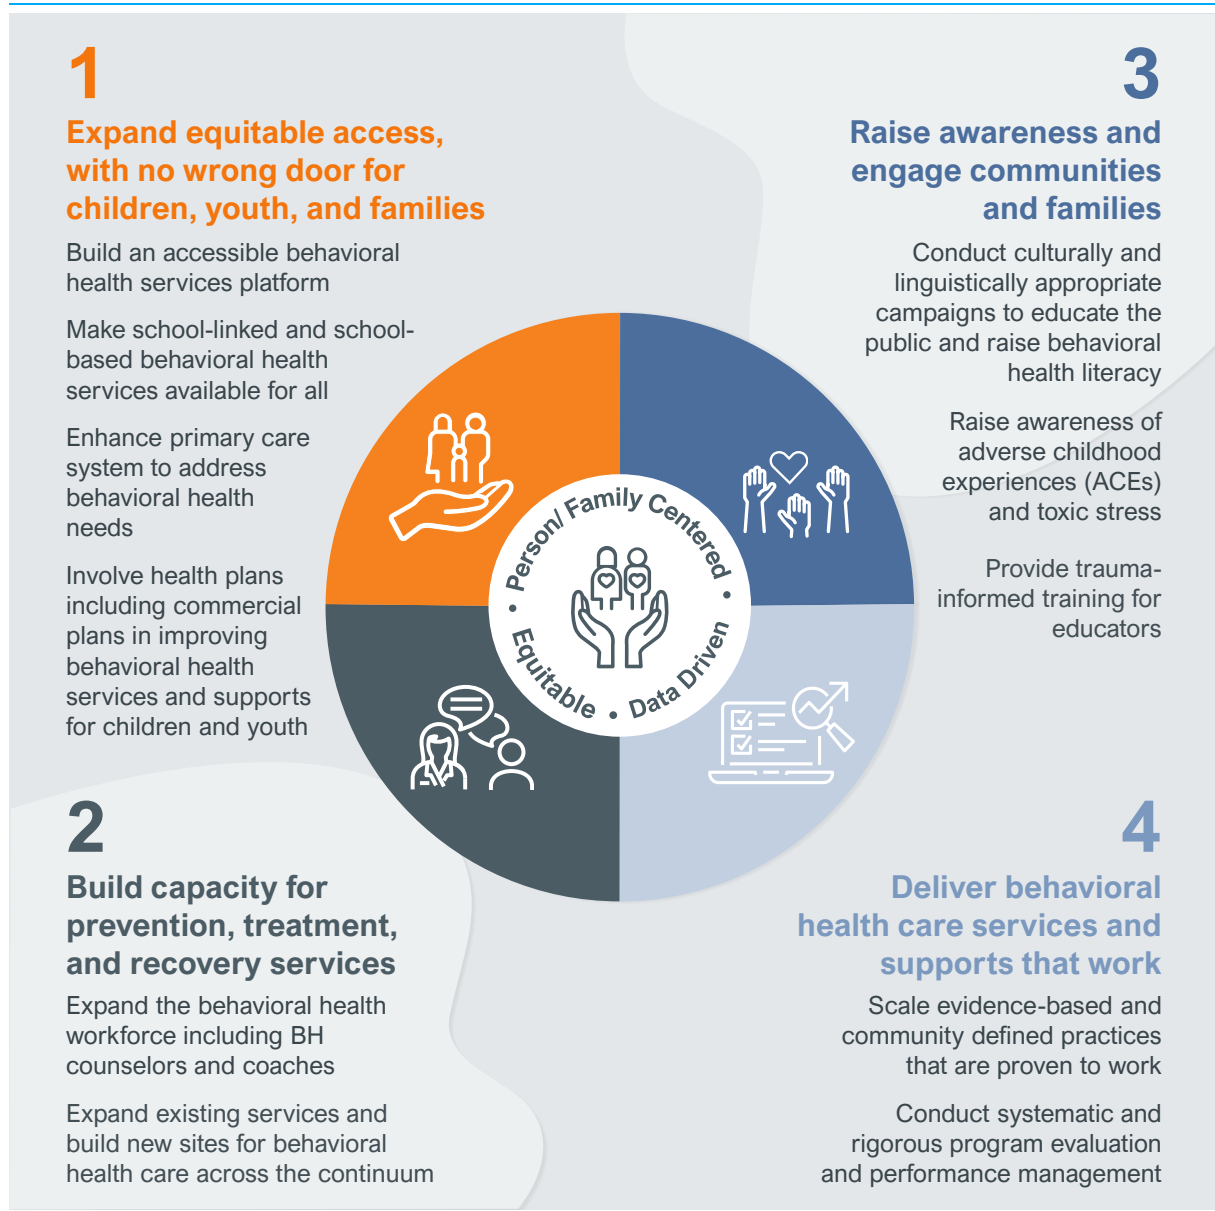 1
Expand equitable access,
with no wrong door for
children, youth, and families
Build an accessible behavioral
health services platform
Make school-linked and school-
based behavioral health
services available for all
Enhance primary care
system to address
behavioral health
needs
Involve health plans
including commercial
plans in improving
behavioral health
services and supports
for children and youth
2
Build capacity for
prevention, treatment,
and recovery services
Expand the behavioral health
workforce including BH
counselors and coaches
Expand existing services and
build new sites for behavioral
health care across the continuum
3
Raise awareness and
engage communities
and families
Conduct culturally and
linguistically appropriate
campaigns to educate the
public and raise behavioral
health literacy
Raise awareness of
adverse childhood
experiences (ACEs)
and toxic stress
Provide trauma-
informed training for
educators
4
Deliver behavioral
health care services and
supports that work
Scale evidence-based and
community defined practices
that are proven to work
Conduct systematic and
rigorous program evaluation
and performance management
• Person/ Family Centered •
Equitable • Data Driven